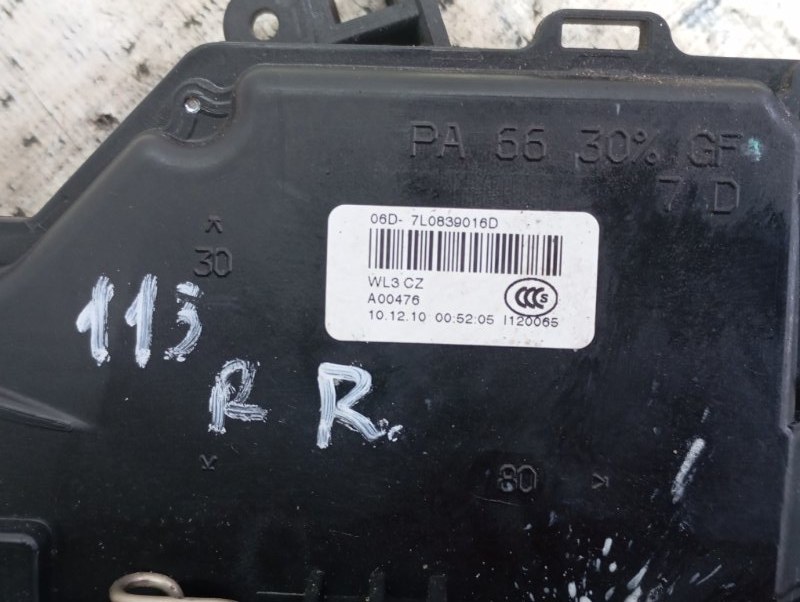 PA 66 30% GF
7 D
06D- 7L0839016D
WL3 CZ
A00476
CCC S
10.12.10 00:52:05 I120065
30
R R.
80